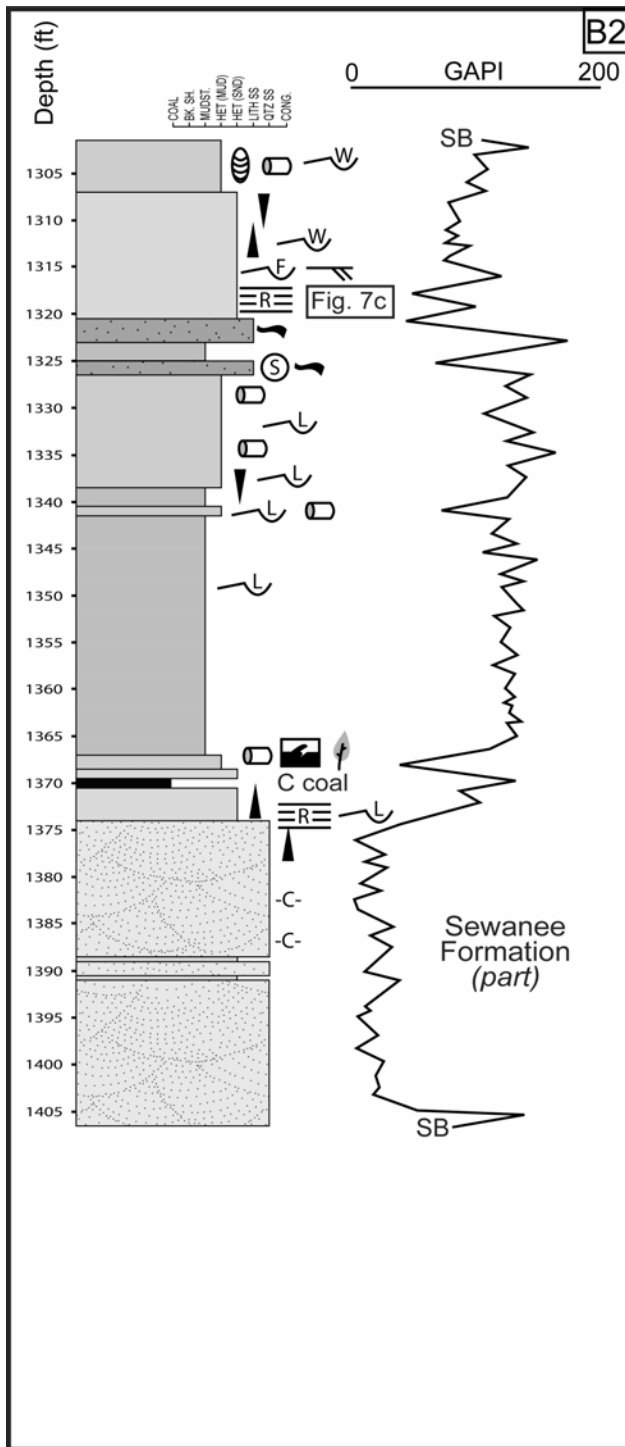 B2
Depth (ft)
0 GAPI 200
COAL
BK. SH.
MUDST.
HET (MUD)
HET (SND)
LITH SS
QTZ SS
CONG.
SB
1305
W
1310
W
1315
F
R
Fig. 7c
1320
1325
S
1330
L
1335
L
1340
L
1345
1350
L
1355
1360
1365
1370
C coal
R
L
1375
1380
-C-
1385
-C-
Sewanee
Formation
(part)
1390
1395
1400
1405
SB